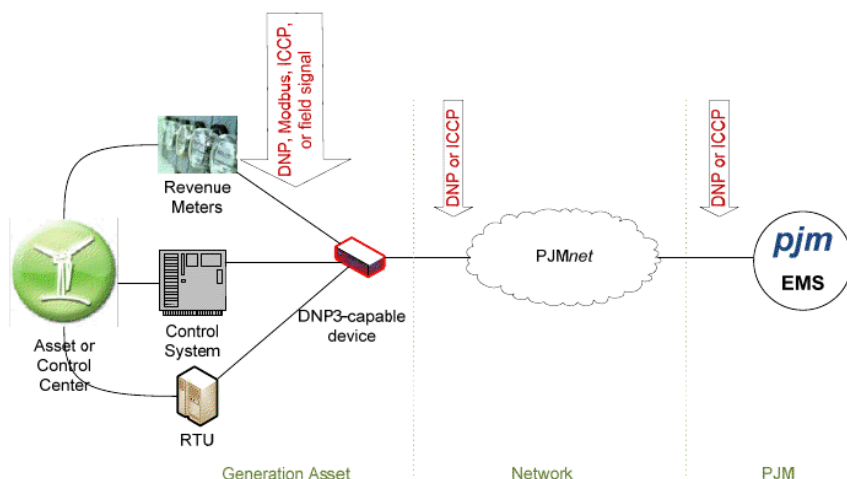 DNP, Modbus, ICCP,
or field signal
DNP or ICCP
DNP or ICCP
Revenue
Meters
Control
System
RTU
Asset or
Control
Center
DNP3-capable
device
PJMnet
pjm
EMS
Generation Asset
Network
PJM